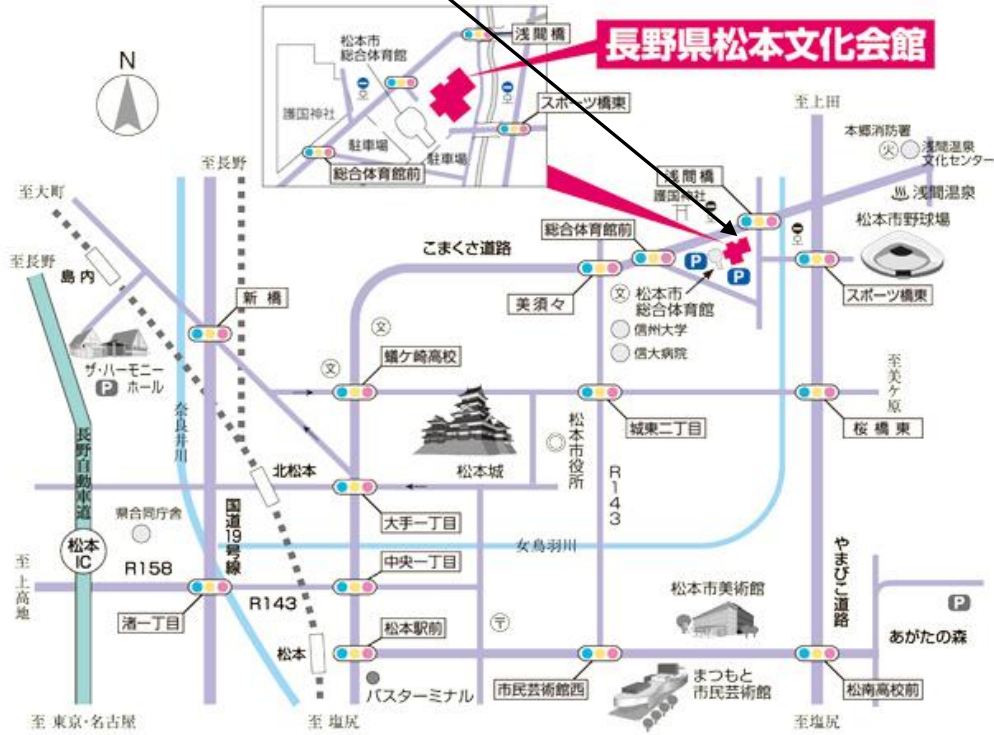 長野県松本文化会館
浅間橋
松本市
総合体育館
護国神社
スポーツ橋東
駐車場
駐車場
総合体育館前
N
至上田
本郷消防署
火
浅間温泉
文化センター
浅間温泉
至長野
至大町
浅間橋
護国神社
総合体育館前
松本市野球場
こまくさ道路
P
P
至長野
島内
美須々
文
松本市
総合体育館
スポーツ橋東
新橋
信州大学
信大病院
文
蟻ケ崎高校
文
ザ・ハーモニー
P ホール
至美ケ原
奈良井川
城東二丁目
桜橋東
長野自動車道
松本城
松本市役所
北松本
R143
大手一丁目
県合同庁舎
国道19号線
女鳥羽川
松本
IC
中央一丁目
やまびこ道路
至上高地
R158
R143
松本市美術館
P
渚一丁目
松本駅前
〒
あがたの森
松本
バスターミナル
市民芸術館西
まつもと
市民芸術館
松南高校前
至 東京・名古屋
至 塩尻
至塩尻